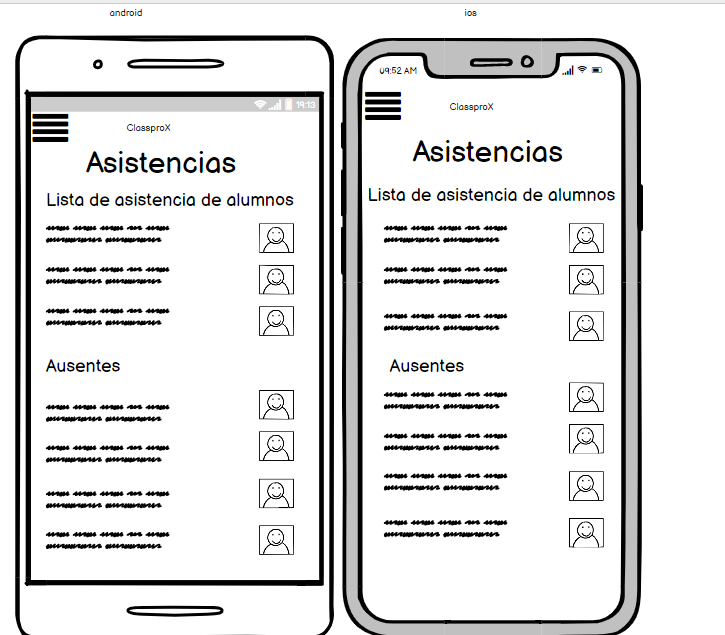 android
19:13
ClassproX
Asistencias
Lista de asistencia de alumnos
Ausentes
ios
09:52 AM
ClassproX
Asistencias
Lista de asistencia de alumnos
Ausentes